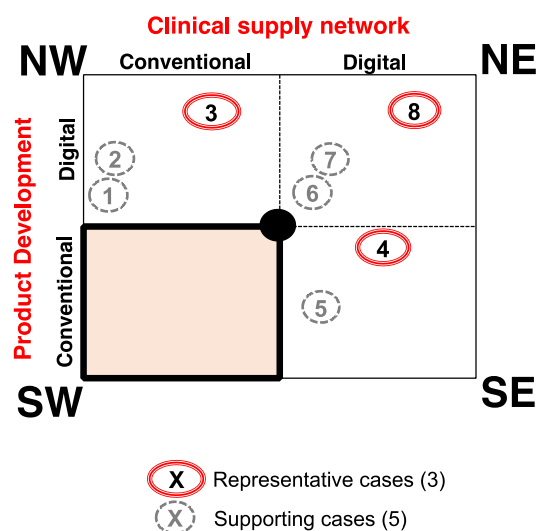 Clinical supply network
NW
Conventional
Digital
NE
Product Development
Digital
Conventional
3
8
2
1
7
6
4
5
SW
SE
X Representative cases (3)
X Supporting cases (5)